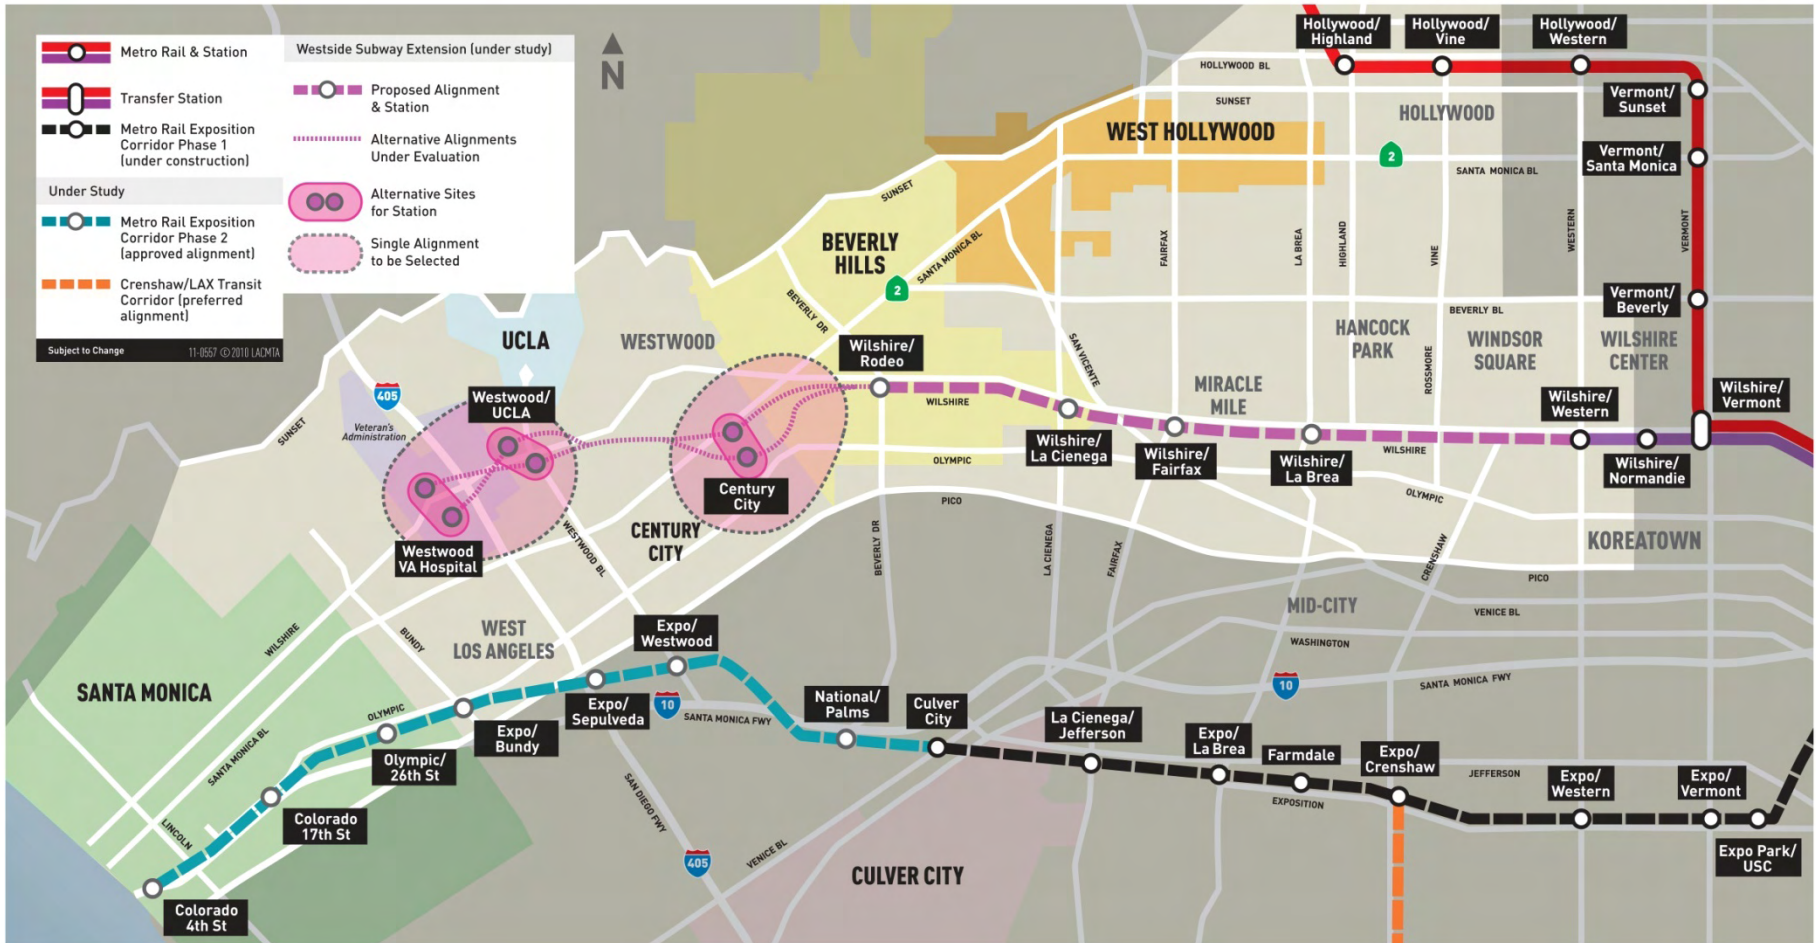 Metro Rail & Station
Transfer Station
Metro Rail Exposition
Corridor Phase 1
(under construction)
Under Study
Metro Rail Exposition
Corridor Phase 2
(approved alignment)
Crenshaw/LAX Transit
Corridor (preferred
alignment)
Subject to Change
11-0557 © 2010 LACMTA
Westside Subway Extension (under study)
Proposed Alignment
& Station
Alternative Alignments
Under Evaluation
Alternative Sites
for Station
Single Alignment
to be Selected
N
Hollywood/
Highland
Hollywood/
Vine
Hollywood/
Western
HOLLYWOOD BL
SUNSET
Vermont/
Sunset
HOLLYWOOD
WEST HOLLYWOOD
2
SANTA MONICA BL
Vermont/
Santa Monica
SUNSET
BEVERLY
HILLS
SANTA MONICA BL
2
FAIRFAX
LA BREA
HIGHLAND
VINE
WESTERN
VERMONT
BEVERLY DR
Vermont/
Beverly
BEVERLY BL
UCLA
WESTWOOD
Wilshire/
Rodeo
SAN VICENTE
HANCOCK
PARK
ROSSMORE
WINDSOR
SQUARE
WILSHIRE
CENTER
MIRACLE
MILE
405
Westwood/
UCLA
WILSHIRE
Wilshire/
Western
Wilshire/
Vermont
SUNSET
Veteran's
Administration
Wilshire/
La Cienega
Wilshire/
Fairfax
Wilshire/
La Brea
WILSHIRE
Wilshire/
Normandie
OLYMPIC
Century
City
PICO
OLYMPIC
Westwood
VA Hospital
WESTWOOD BL
CENTURY
CITY
BEVERLY DR
LA CIENEGA
FAIRFAX
CRENSHAW
KOREATOWN
PICO
MID-CITY
VENICE BL
WASHINGTON
WILSHIRE
BUNDY
WEST
LOS ANGELES
Expo/
Westwood
SANTA MONICA
10
SANTA MONICA FWY
Expo/
Sepulveda
10
SANTA MONICA FWY
National/
Palms
Culver
City
La Cienega/
Jefferson
OLYMPIC
Expo/
Bundy
Expo/
La Brea
Farmdale
Expo/
Crenshaw
SANTA MONICA BL
Olympic/
26th St
JEFFERSON
Expo/
Western
Expo/
Vermont
EXPOSITION
SAN DIEGO FWY
Colorado
17th St
LINCOLN
405
VENICE BL
CULVER CITY
Expo Park/
USC
Colorado
4th St